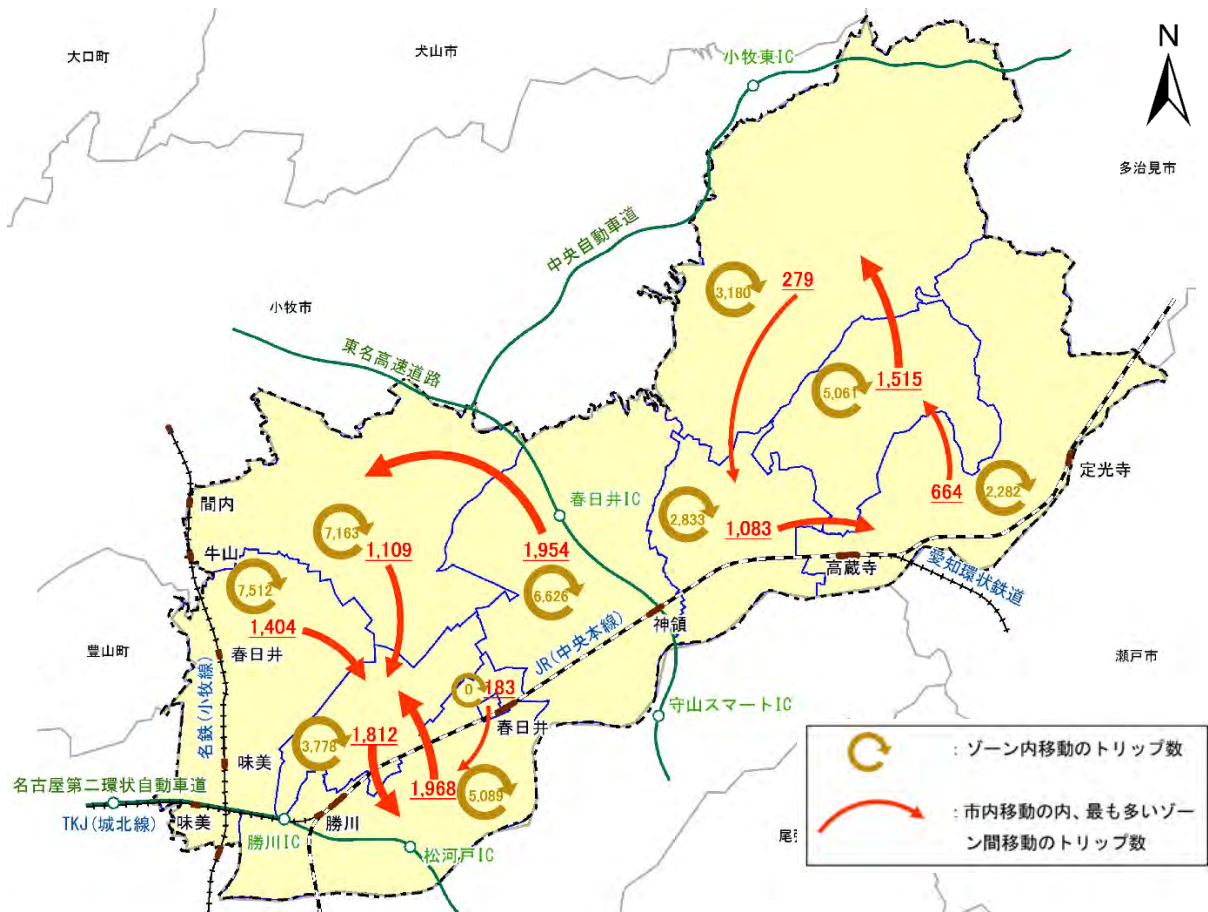 大口町
犬山市
小牧東IC
N
多治見市
中央自動車道
小牧市
東名高速道路
3,180
279
5,061
1,515
定光寺
664
2,282
間内
春日井IC
2,833
1,083
7,163
1,109
1,954
牛山
高蔵寺
愛知環状鉄道
7,512
6,626
神領
1,404
豊山町
春日井
JR(中央本線)
瀬戸市
名鉄(小牧線)
0
183
春日井
守山スマートIC
3,778
1,812
味美
1,968
5,089
名古屋第二環状自動車道
TKJ(城北線)
味美
勝川
勝川IC
松河戸IC
尾
:ゾーン内移動のトリップ数
:市内移動の内、最も多いゾー
ン間移動のトリップ数